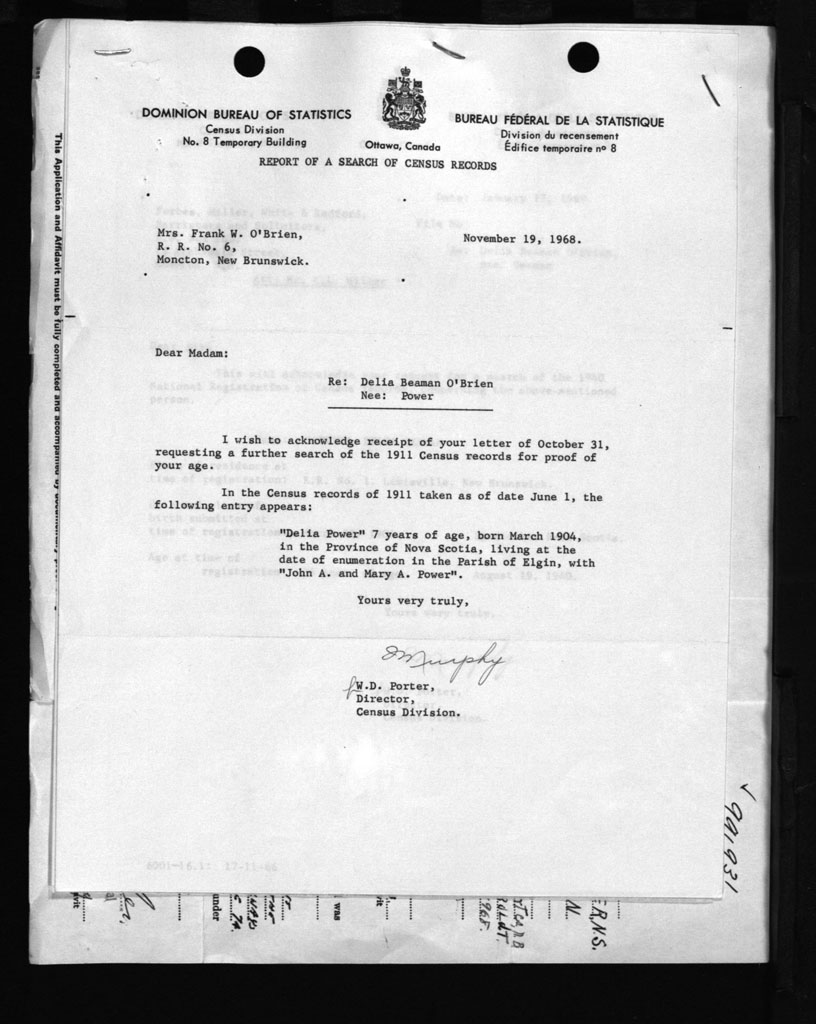 DOMINION BUREAU OF STATISTICS
Census Division
No. 8 Temporary Building
Ottawa, Canada
BUREAU FÉDÉRAL DE LA STATISTIQUE
Division du recensement
Édifice temporaire nº 8
REPORT OF A SEARCH OF CENSUS RECORDS
Mrs. Frank W. O'Brien,
R. R. No. 6,
Moncton, New Brunswick.
November 19, 1968.
Dear Madam:
Re: Delia Beaman O'Brien
Nee: Power
I wish to acknowledge receipt of your letter of October 31,
requesting a further search of the 1911 Census records for proof of
your age.
In the Census records of 1911 taken as of date June 1, the
following entry appears:
"Delia Power" 7 years of age, born March 1904,
in the Province of Nova Scotia, living at the
date of enumeration in the Parish of Elgin, with
"John A. and Mary A. Power".
Yours very truly,
Murphy
W.D. Porter,
Director,
Census Division.
This Application and Affidavit must be fully completed and accompanied by
991931
under
was